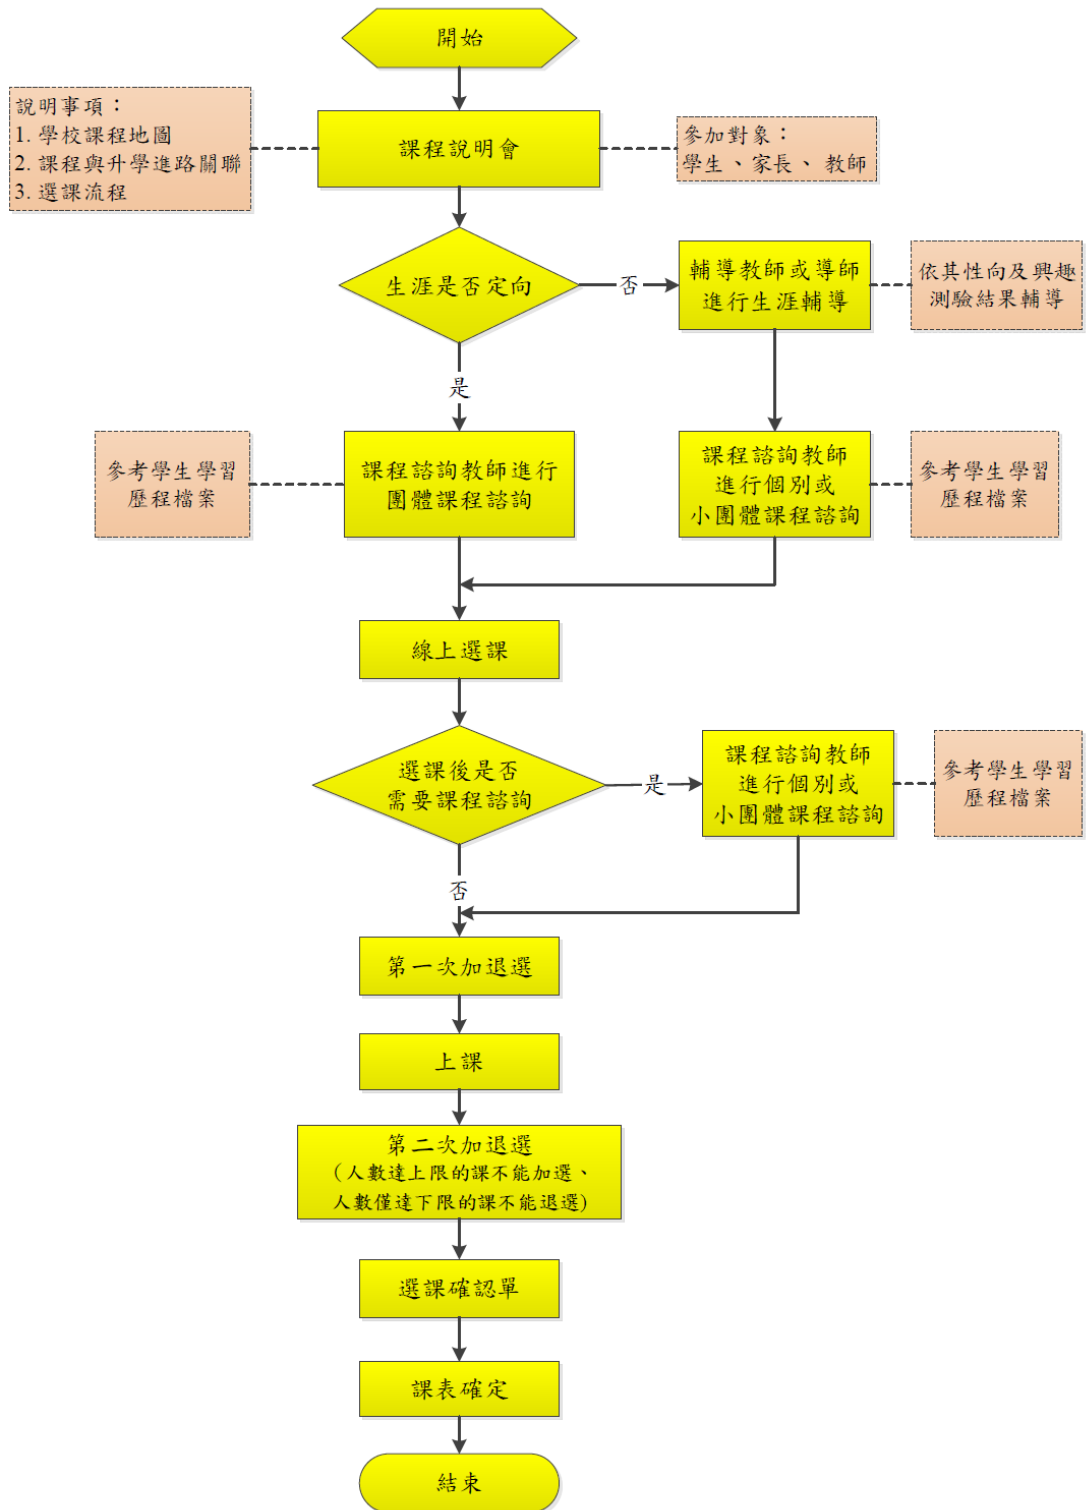 開始
說明事項：
1. 學校課程地圖
2. 課程與升學進路關聯
3. 選課流程
課程說明會
參加對象：
學生、家長、教師
生涯是否定向
否
輔導教師或導師
進行生涯輔導
依其性向及興趣
測驗結果輔導
是
參考學生學習
歷程檔案
課程諮詢教師進行
團體課程諮詢
課程諮詢教師
進行個別或
小團體課程諮詢
參考學生學習
歷程檔案
線上選課
選課後是否
需要課程諮詢
是
課程諮詢教師
進行個別或
小團體課程諮詢
參考學生學習
歷程檔案
否
第一次加退選
上課
第二次加退選
（人數達上限的課不能加選、
人數僅達下限的課不能退選)
選課確認單
課表確定
結束